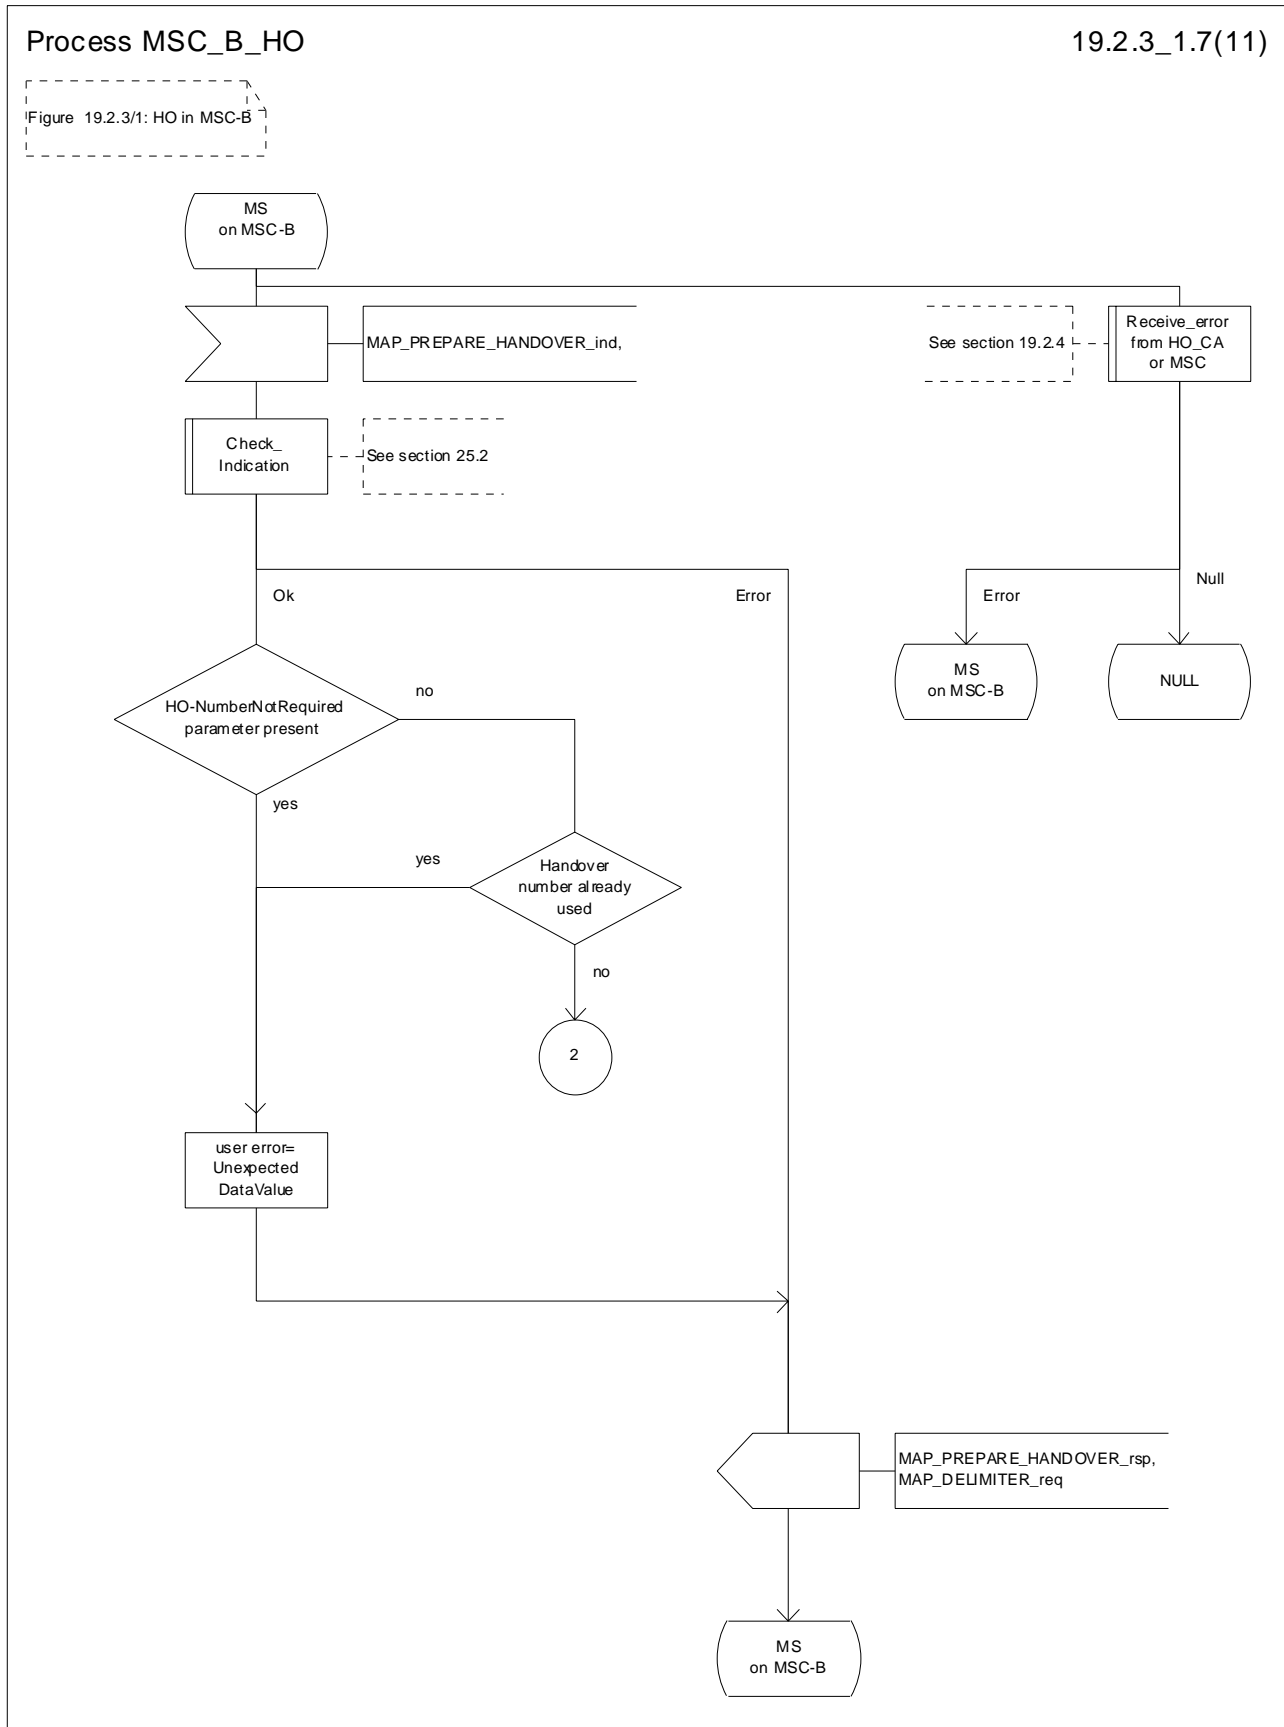 Process MSC_B_HO
19.2.3_1.7(11)
Figure 19.2.3/1: HO in MSC-B
MS
on MSC-B
MAP_PREPARE_HANDOVER_ind,
See section 19.2.4
Receive_error
from HO_CA
or MSC
Check_
Indication
See section 25.2
Ok
Error
Error
Null
MS
on MSC-B
NULL
HO-NumberNotRequired
parameter present
no
yes
yes
Handover
number already
used
no
2
user error=
Unexpected
DataValue
MAP_PREPARE_HANDOVER_rsp,
MAP_DELIMITER_req
MS
on MSC-B